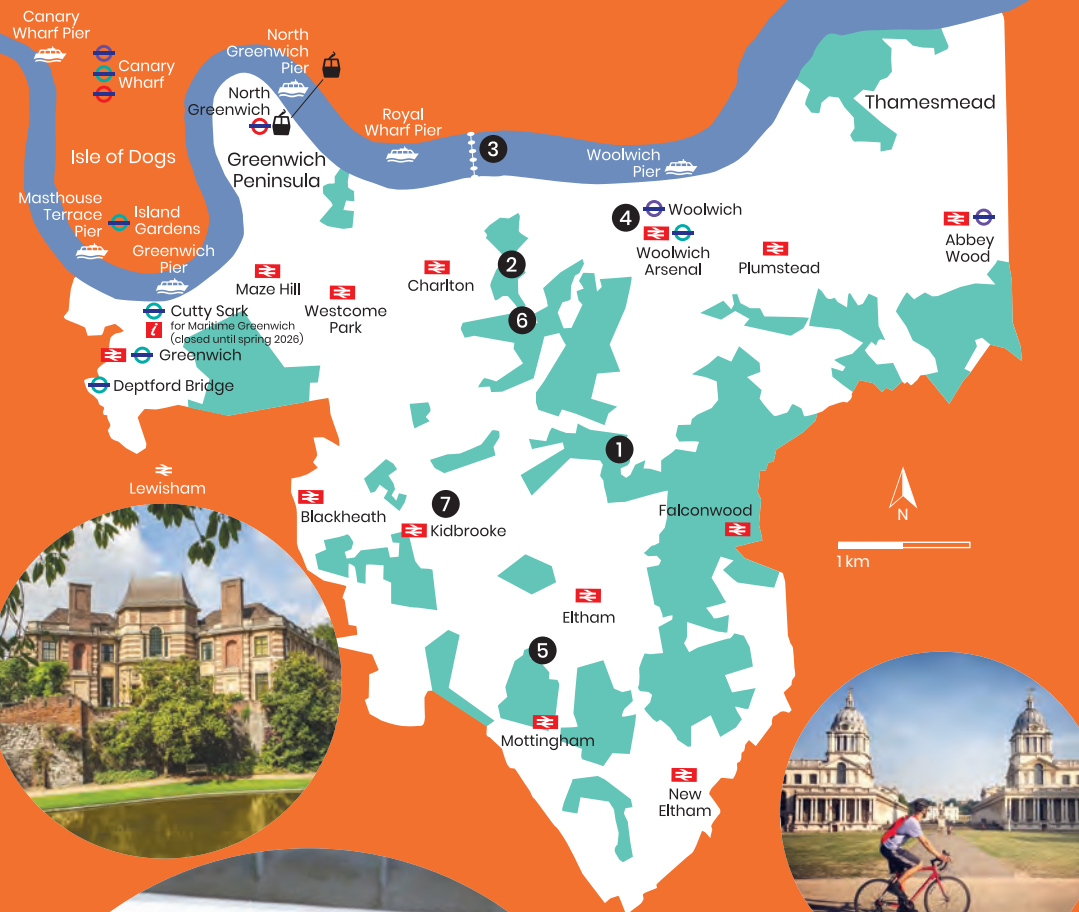 Canary
Wharf Pier
Canary
Wharf
North
Greenwich
Pier
North
Greenwich
Greenwich
Peninsula
Royal
Wharf Pier
3
Woolwich
Pier
Thamesmead
Isle of Dogs
Masthouse
Terrace
Pier
Island
Gardens
Greenwich
Pier
4
Woolwich
Woolwich
Arsenal
Plumstead
Abbey
Wood
2
Maze Hill
Charlton
Westcome
Park
6
Cutty Sark
i
for Maritime Greenwich
(closed until spring 2026)
Greenwich
Deptford Bridge
1
Lewisham
Blackheath
7
Kidbrooke
Falconwood
N
1 km
Eltham
5
Mottingham
New
Eltham